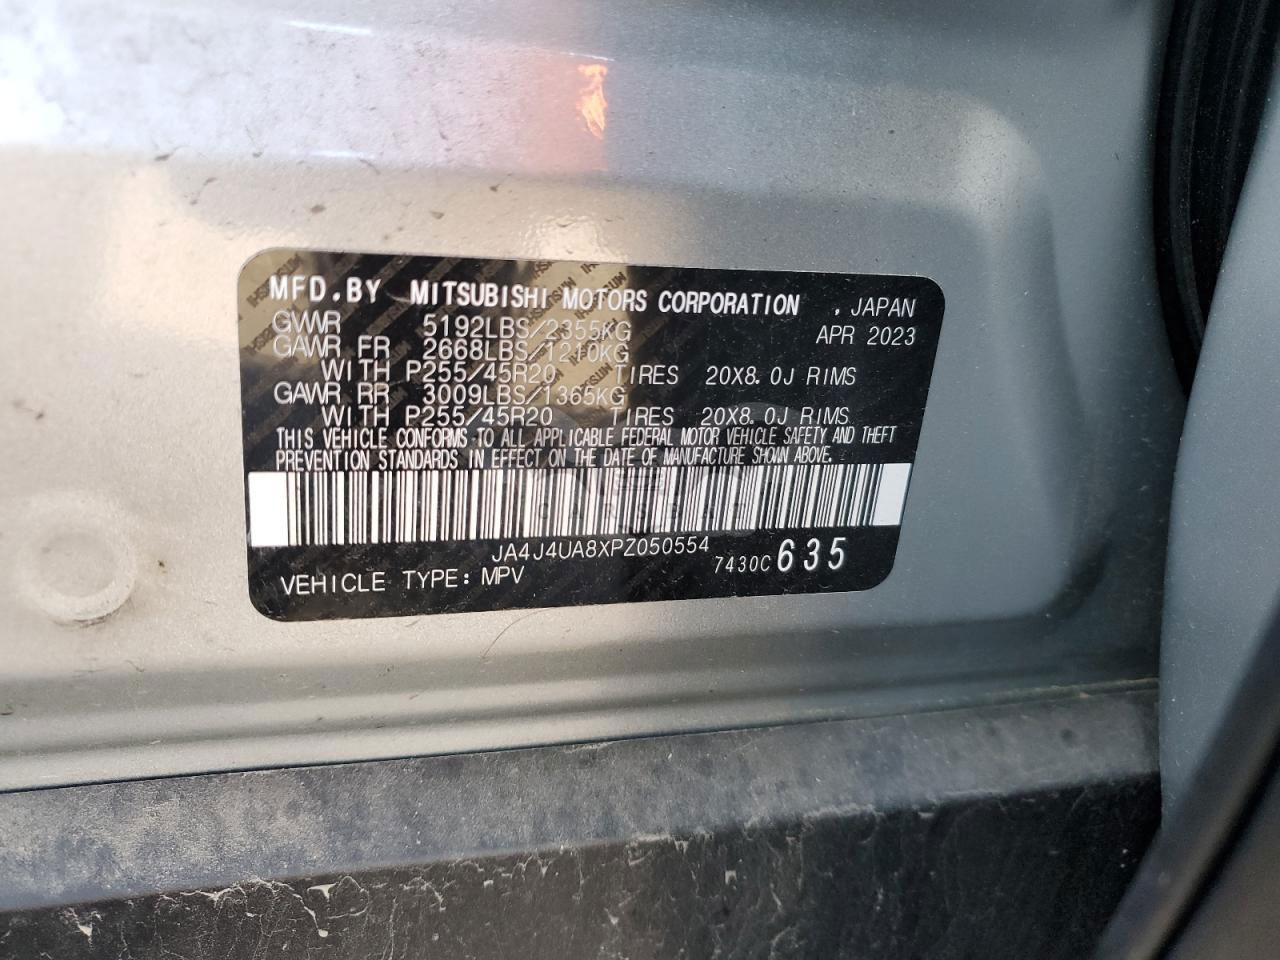 MFD.BY MITSUBISHI MOTORS CORPORATION , JAPAN
GVWR 5192LBS/2355KG APR 2023
GAWR FR 2668LBS/1210KG
WITH P255/45R20 TIRES 20X8.0J RIMS
GAWR RR 3009LBS/1365KG
WITH P255/45R20 TIRES 20X8.0J RIMS
THIS VEHICLE CONFORMS TO ALL APPLICABLE FEDERAL MOTOR VEHICLE SAFETY AND THEFT
PREVENTION STANDARDS IN EFFECT ON THE DATE OF MANUFACTURE SHOWN ABOVE.
JA4J4UA8XPZ050554
7430C 635
VEHICLE TYPE: MPV